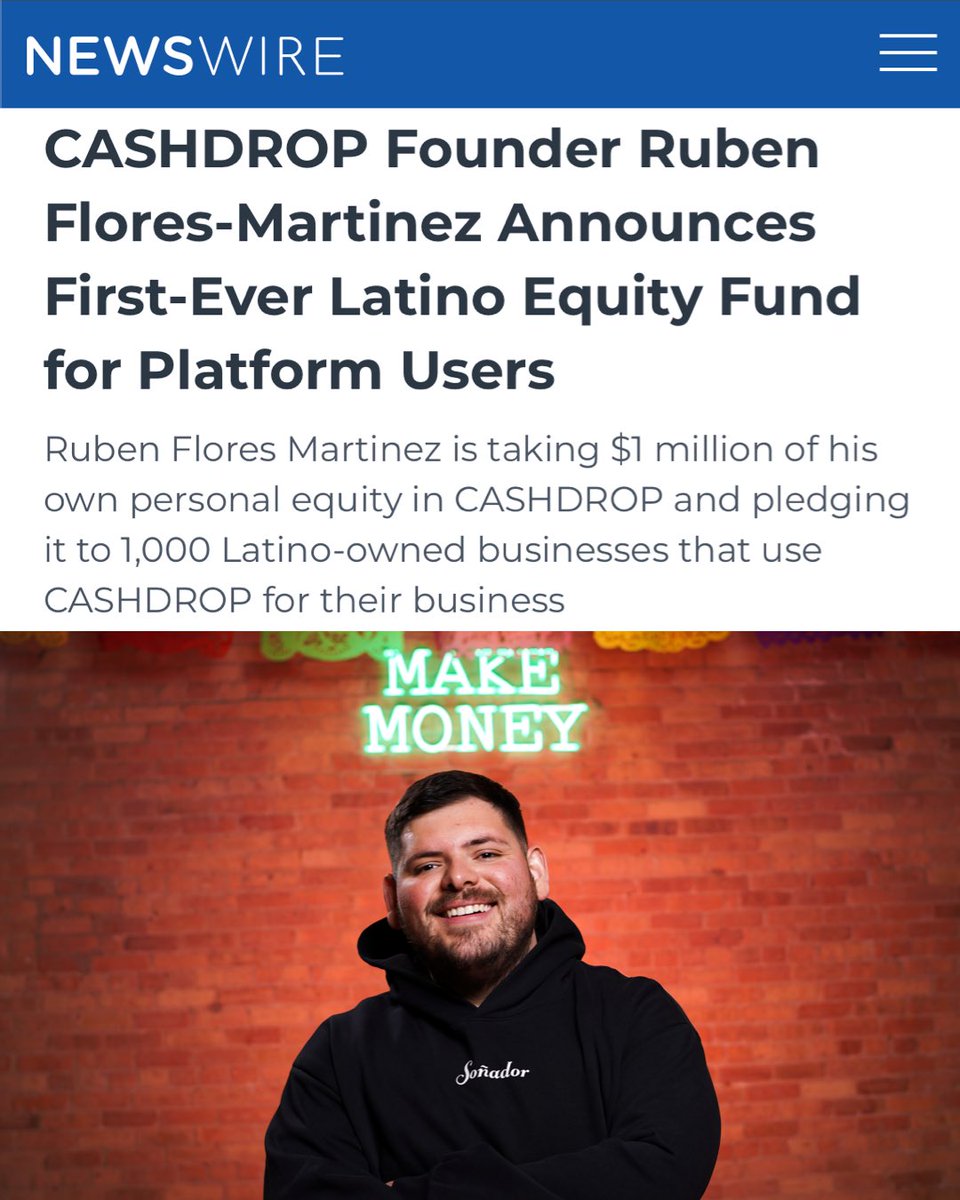 NEWSWIRE
CASHDROP Founder Ruben
Flores-Martinez Announces
First-Ever Latino Equity Fund
for Platform Users
Ruben Flores Martinez is taking $1 million of his
own personal equity in CASHDROP and pledging
it to 1,000 Latino-owned businesses that use
CASHDROP for their business
MAKE
MONEY
Soñador